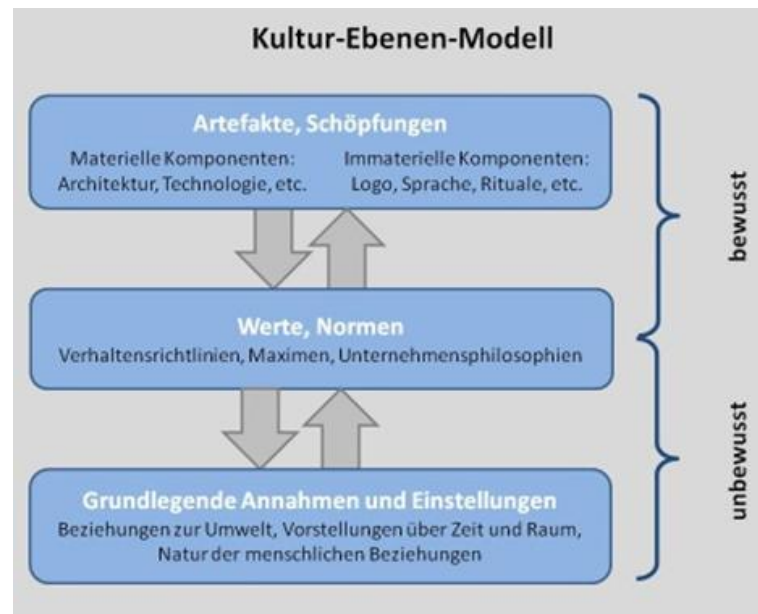 Kultur-Ebenen-Modell
Artefakte, Schöpfungen
Materielle Komponenten:
Architektur, Technologie, etc.
Immaterielle Komponenten:
Logo, Sprache, Rituale, etc.
bewusst
Werte, Normen
Verhaltensrichtlinien, Maximen, Unternehmensphilosophien
unbewusst
Grundlegende Annahmen und Einstellungen
Beziehungen zur Umwelt, Vorstellungen über Zeit und Raum,
Natur der menschlichen Beziehungen